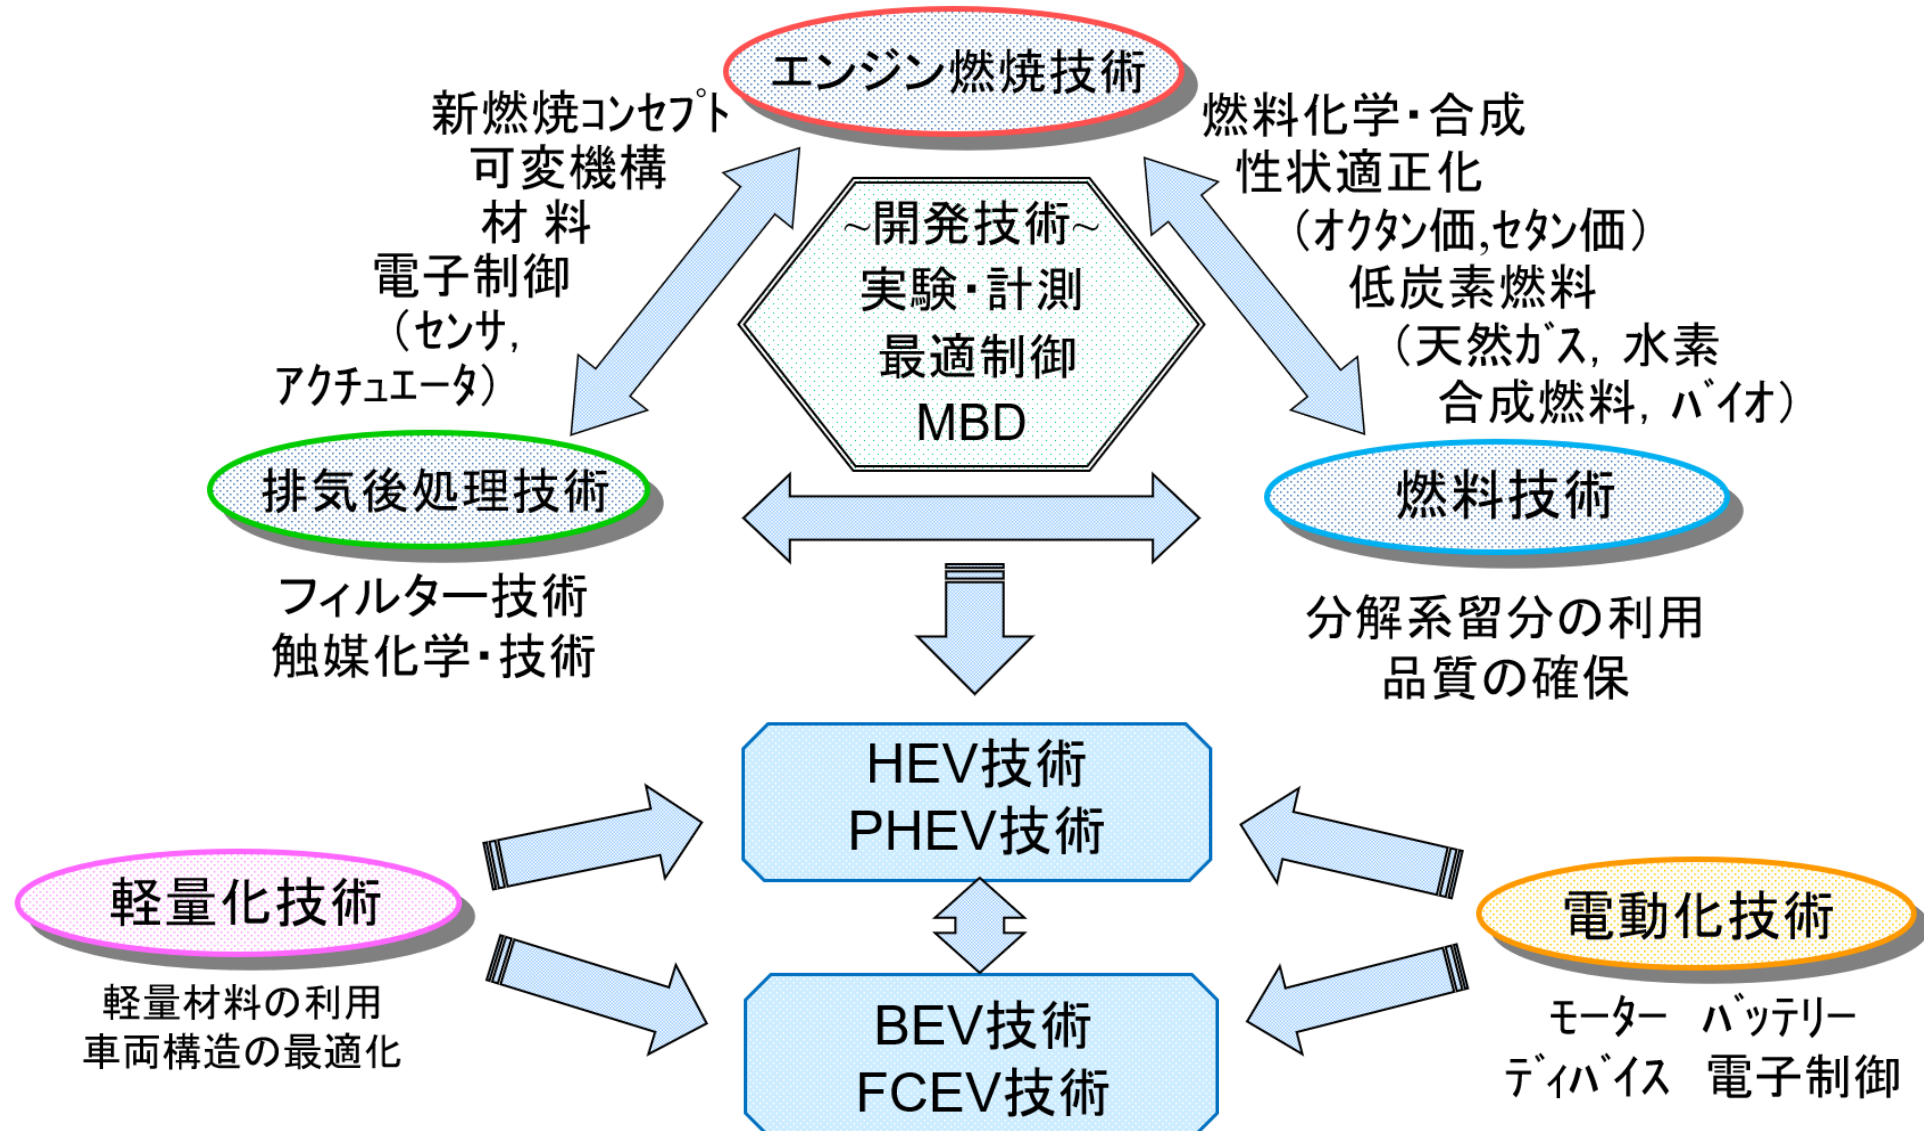 エンジン燃焼技術
新燃焼コンセプト
可変機構
材 料
電子制御
（センサ,
アクチュエータ）
燃料化学・合成
性状適正化
（オクタン価,セタン価）
低炭素燃料
（天然ガス, 水素
合成燃料, バイオ）
~開発技術~
実験・計測
最適制御
MBD
排気後処理技術
フィルター技術
触媒化学・技術
燃料技術
分解系留分の利用
品質の確保
HEV技術
PHEV技術
軽量化技術
軽量材料の利用
車両構造の最適化
電動化技術
モーター　バッテリー
ディバイス　電子制御
BEV技術
FCEV技術